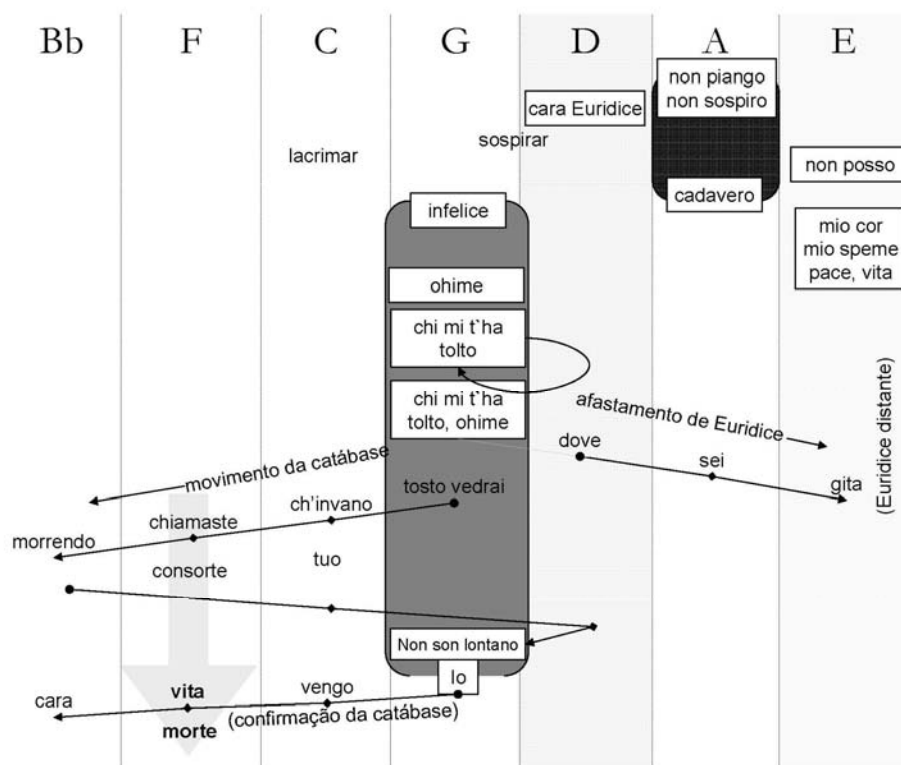 Bb F C G D A E
non piango
non sospiro
cara Euridice
sospirar
lacrimar
non posso
cadavero
infelice
mio cor
mio speme
pace, vita
ohime
chi mi t`ha
tolto
chi mi t`ha
tolto, ohime
afastamento de Euridice
(Euridice distante)
dove
sei
gita
movimento da catábase
tosto vedrai
ch'invano
chiamaste
morrendo
consorte
tuo
Non son lontano
Io
vengo
vita
cara
(confirmação da catábase)
morte